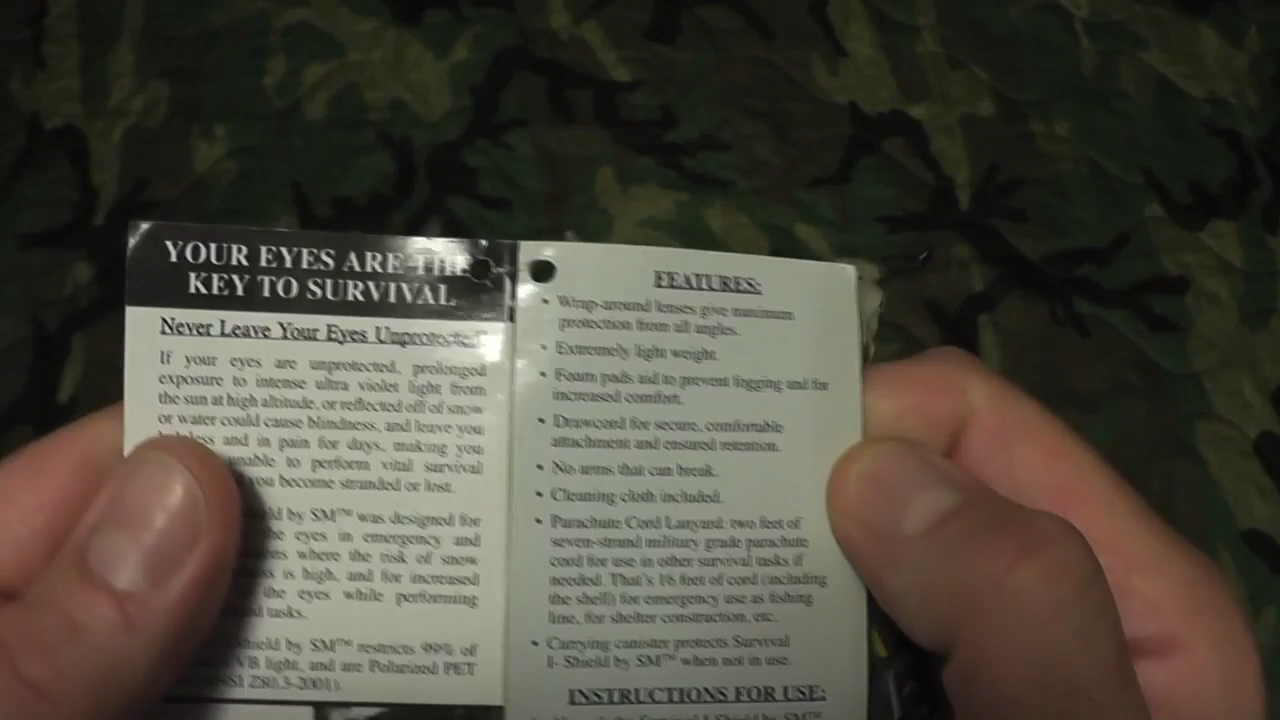 YOUR EYES ARE THE
KEY TO SURVIVAL
Never Leave Your Eyes Unprotected
If your eyes are unprotected, prolonged
exposure to intense ultra violet light from
the sun at high altitude, or reflected off of snow
or water could cause blindness, and leave you
and in pain for days, making you
to perform vital survival
you become stranded or lost.
by SM™ was designed for
eyes in emergency and
where the risk of snow
is high, and for increased
the eyes while performing
tasks.
by SM™ restricts 99% of
light, and are Polarized PET
Z80.3-2001).
FEATURES:
• Wrap-around lenses give maximum
protection from all angles.
• Extremely light weight.
• Foam pads aid to prevent fogging and for
increased comfort.
• Drawcord for secure, comfortable
attachment and ensured retention.
• No arms that can break.
• Cleaning cloth included.
• Parachute Cord Lanyard: two feet of
seven-strand military grade parachute
cord for use in other survival tasks if
needed. That's 16 feet of cord (including
the shell) for emergency use as fishing
line, for shelter construction, etc.
• Carrying canister protects Survival
I- Shield by SM™ when not in use.
INSTRUCTIONS FOR USE: